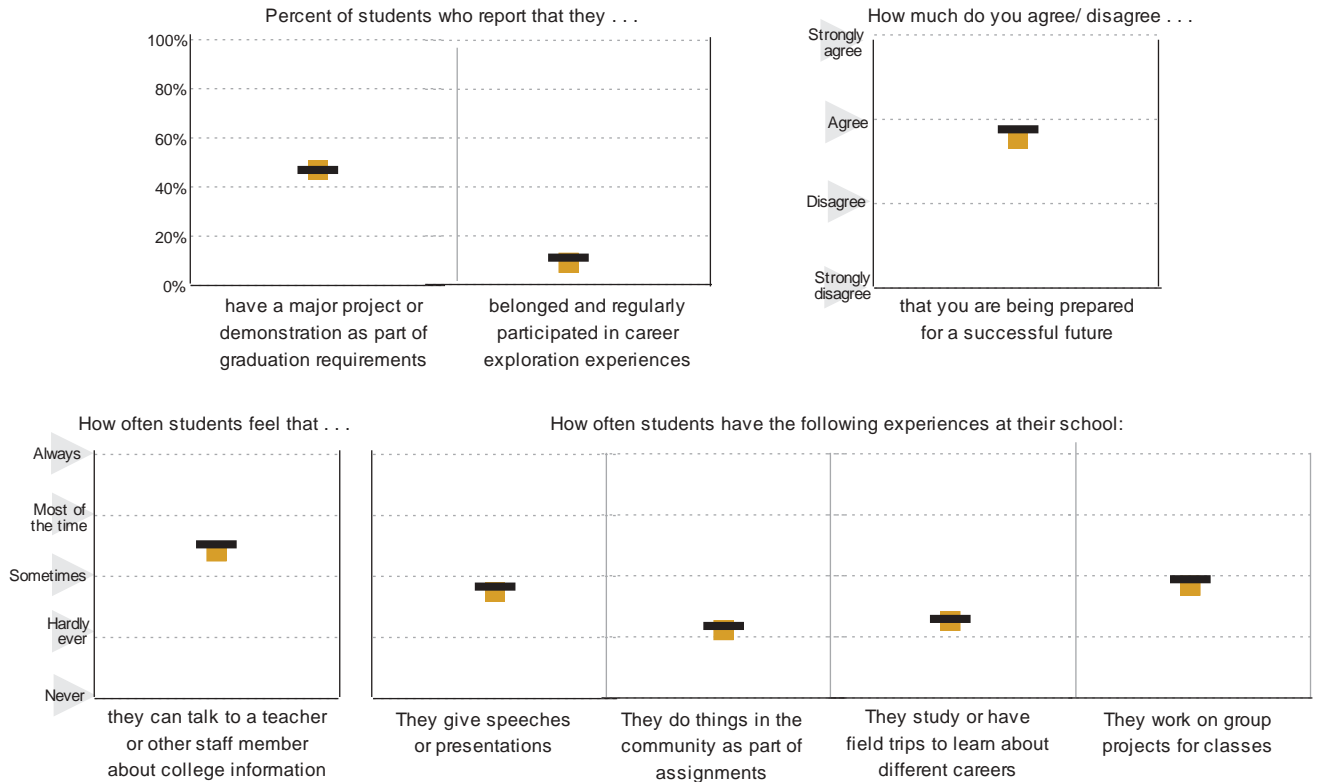 Percent of students who report that they . . .
100%
80%
60%
40%
20%
0%
have a major project or
demonstration as part of
graduation requirements
belonged and regularly
participated in career
exploration experiences
How much do you agree/ disagree . . .
Strongly
agree
Agree
Disagree
Strongly
disagree
that you are being prepared
for a successful future
How often students feel that . . .
Always
Most of
the time
Sometimes
Hardly
ever
Never
they can talk to a teacher
or other staff member
about college information
How often students have the following experiences at their school:
They give speeches
or presentations
They do things in the
community as part of
assignments
They study or have
field trips to learn about
different careers
They work on group
projects for classes